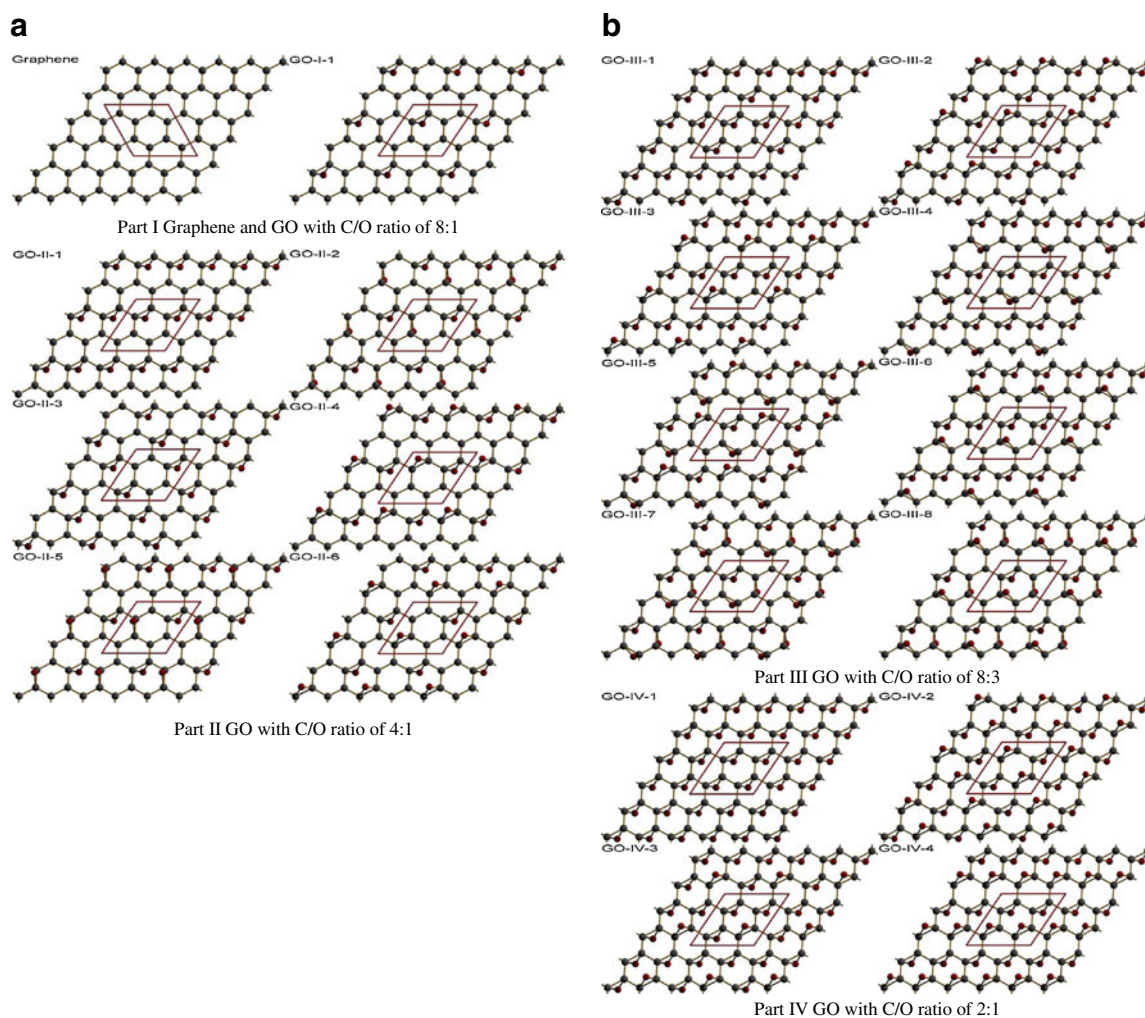 a
Graphene
GO-I-1
Part I Graphene and GO with C/O ratio of 8:1
GO-II-1
GO-II-2
GO-II-3
GO-II-4
GO-II-5
GO-II-6
Part II GO with C/O ratio of 4:1
b
GO-III-1
GO-III-2
GO-III-3
GO-III-4
GO-III-5
GO-III-6
GO-III-7
GO-III-8
Part III GO with C/O ratio of 8:3
GO-IV-1
GO-IV-2
GO-IV-3
GO-IV-4
Part IV GO with C/O ratio of 2:1